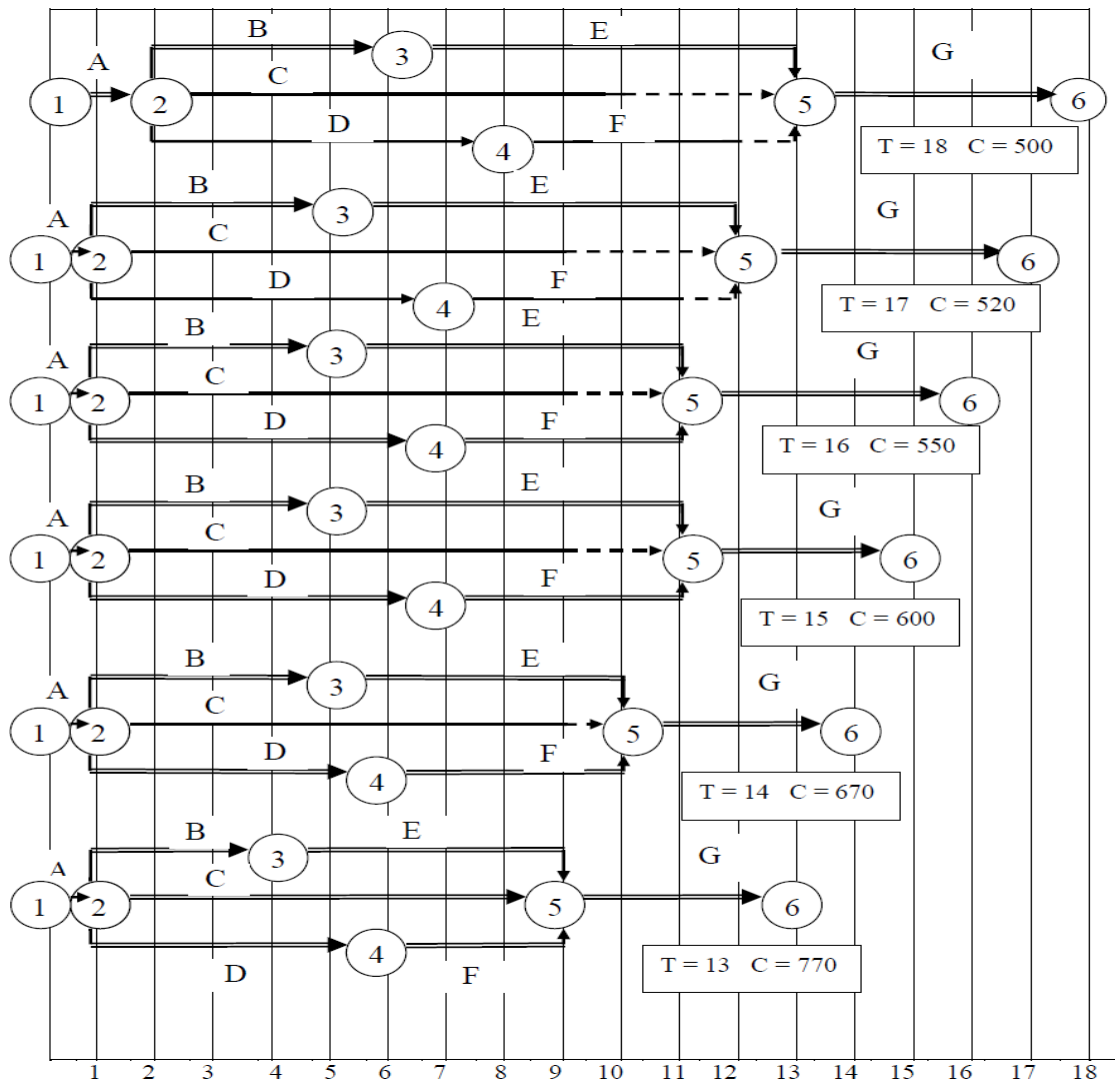 B E
A G
C
1 2 3 5 6
D F
4
T = 18 C = 500
B E
A G
C
1 2 3 5 6
D F
4
T = 17 C = 520
B E
A G
C
1 2 3 5 6
D F
4
T = 16 C = 550
B E
A G
C
1 2 3 5 6
D F
4
T = 15 C = 600
B E
A G
C
1 2 3 5 6
D F
4
T = 14 C = 670
B E
A G
C
1 2 3 5 6
4
D F
T = 13 C = 770
1 2 3 4 5 6 7 8 9 10 11 12 13 14 15 16 17 18